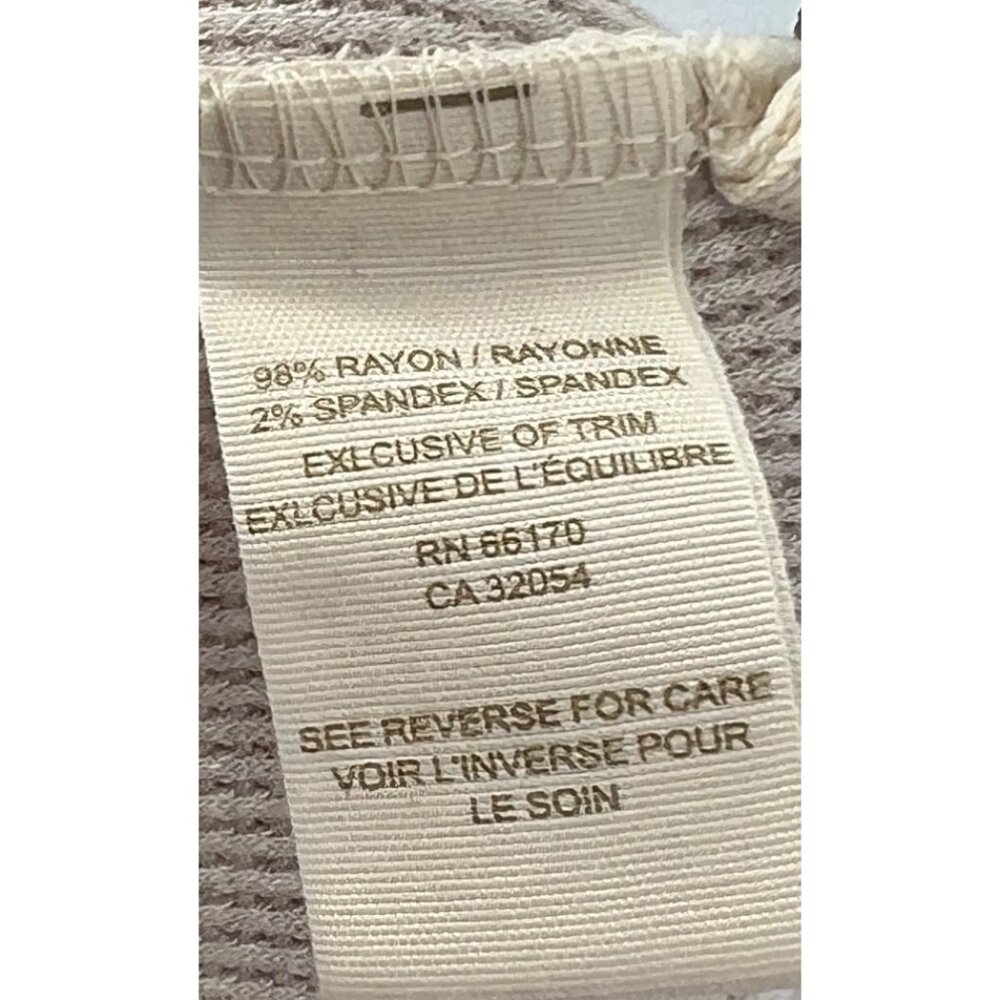 98% RAYON / RAYONNE
2% SPANDEX / SPANDEX
EXLCUSIVE OF TRIM
EXLCUSIVE DE L'ÉQUILIBRE
RN 66170
CA 32054
SEE REVERSE FOR CARE
VOIR L'INVERSE POUR
LE SOIN